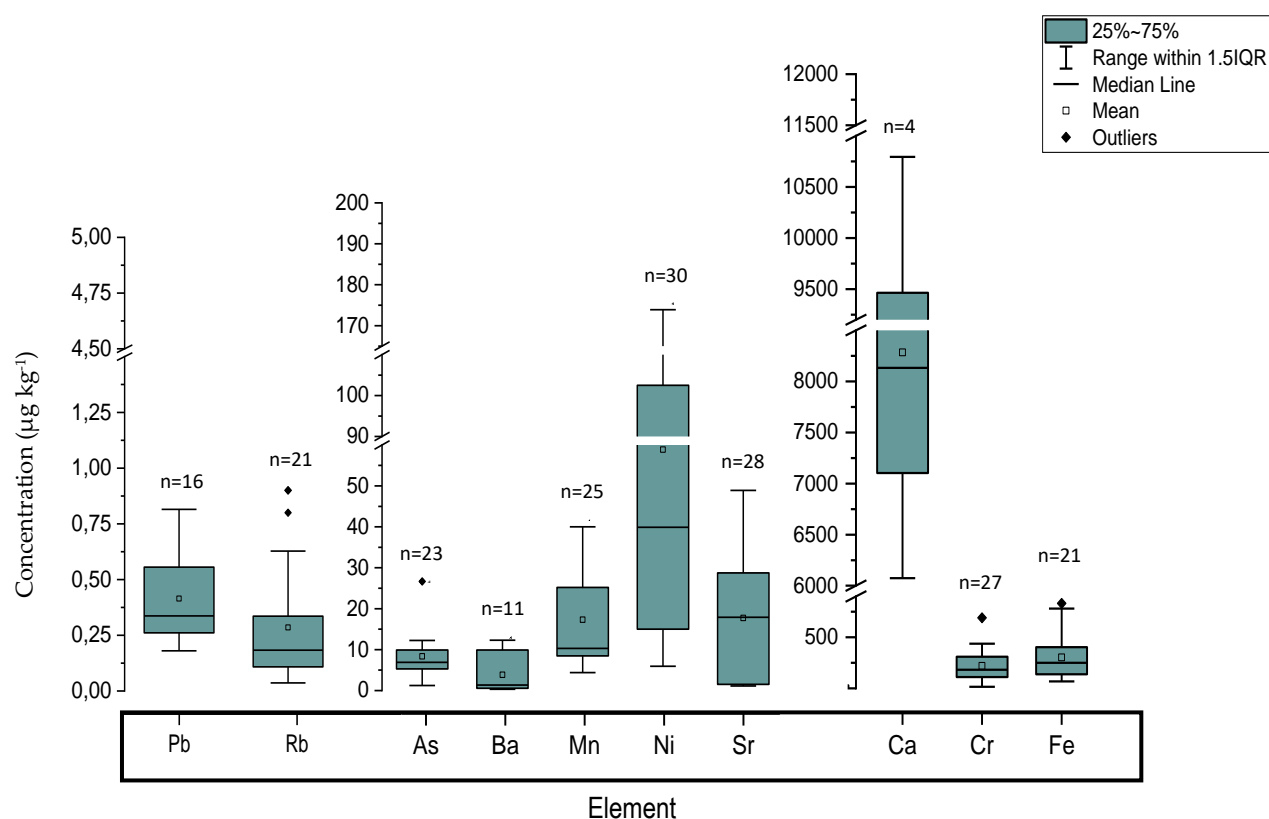 25%~75%
Range within 1.5IQR
Median Line
Mean
Outliers
12000
11500
10500
10000
9500
8000
7500
7000
6500
6000
500
n=4
n=27
n=21
200
190
180
170
100
90
50
40
30
20
10
0
n=23
n=11
n=25
n=30
n=28
5,00
4,75
4,50
1,25
1,00
0,75
0,50
0,25
0,00
n=16
n=21
Concentration (µg kg⁻¹)
Pb Rb As Ba Mn Ni Sr Ca Cr Fe
Element